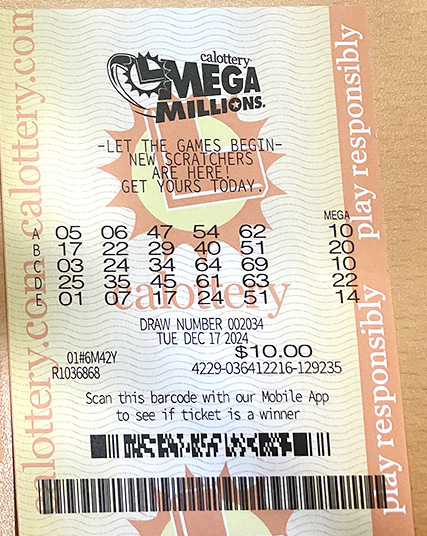 calottery
MEGA
MILLIONS.
-LET THE GAMES BEGIN-
NEW SCRATCHERS
ARE HERE!
GET YOURS TODAY.
MEGA
A 05 06 47 54 62 10
B 17 22 29 40 51 20
C 03 24 34 64 69 10
D 25 35 45 61 63 22
E 01 07 17 24 51 14
calottery
DRAW NUMBER 002034
TUE DEC 17 2024
01#6M42Y $10.00
R1036868 4229-036412216-129235
Scan this barcode with our Mobile App
to see if ticket is a winner
calottery.com
calottery.com
play responsibly
play responsibly